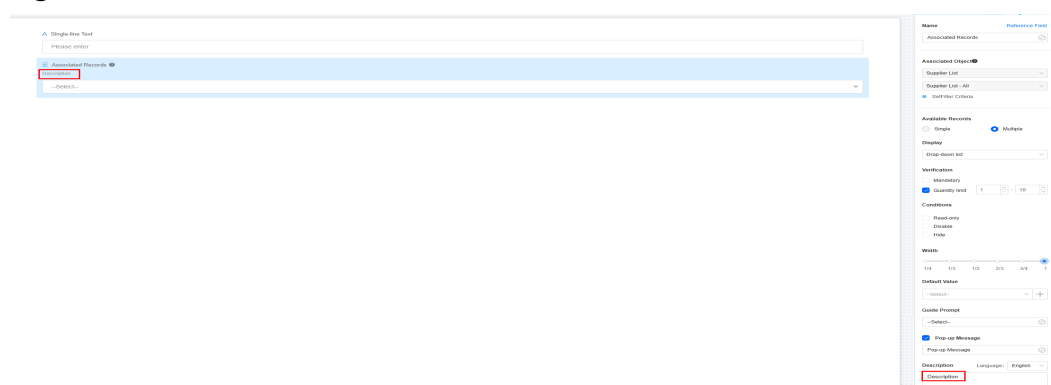 Single-line Text
Please enter
Associated Records
Description
--Select--
Name Reference Field
Associated Records
Associated Object
Supplier List
Supplier List - All
SetFilter Criteria
Available Records
Single Multiple
Display
Drop-down list
Verification
Mandatory
Quantity limit 1 - 10
Conditions
Read-only
Disable
Hide
Width
1/4 1/3 1/2 2/3 3/4 1
Default Value
--Select--
Guide Prompt
--Select--
Pop-up Message
Pop-up Message
Description Language: English
Description